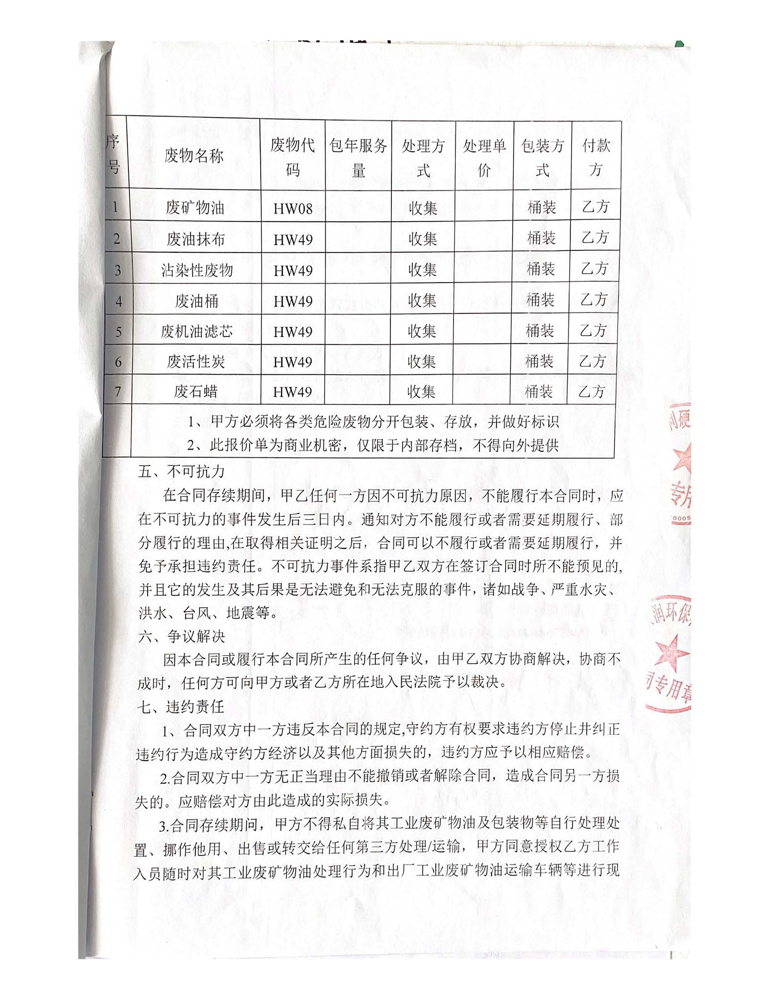 序号 废物名称 废物代码 包年服务量 处理方式 处理单价 包装方式 付款方
1 废矿物油 HW08 收集 桶装 乙方
2 废油抹布 HW49 收集 桶装 乙方
3 沾染性废物 HW49 收集 桶装 乙方
4 废油桶 HW49 收集 桶装 乙方
5 废机油滤芯 HW49 收集 桶装 乙方
6 废活性炭 HW49 收集 桶装 乙方
7 废石蜡 HW49 收集 桶装 乙方
1、甲方必须将各类危险废物分开包装、存放，并做好标识
2、此报价单为商业机密，仅限于内部存档，不得向外提供
五、不可抗力
在合同存续期间，甲乙任何一方因不可抗力原因，不能履行本合同时，应
在不可抗力的事件发生后三日内。通知对方不能履行或者需要延期履行、部
分履行的理由,在取得相关证明之后，合同可以不履行或者需要延期履行，并
免予承担违约责任。不可抗力事件系指甲乙双方在签订合同时所不能预见的,
并且它的发生及其后果是无法避免和无法克服的事件，诸如战争、严重水灾、
洪水、台风、地震等。
六、争议解决
因本合同或履行本合同所产生的任何争议，由甲乙双方协商解决，协商不
成时，任何方可向甲方或者乙方所在地入民法院予以裁决。
七、违约责任
1、合同双方中一方违反本合同的规定,守约方有权要求违约方停止井纠正
违约行为造成守约方经济以及其他方面损失的，违约方应予以相应赔偿。
2.合同双方中一方无正当理由不能撤销或者解除合同，造成合同另一方损
失的。应赔偿对方由此造成的实际损失。
3.合同存续期问，甲方不得私自将其工业废矿物油及包装物等自行处理处
置、挪作他用、出售或转交给任何第三方处理/运输，甲方同意授权乙方工作
入员随时对其工业废矿物油处理行为和出厂工业废矿物油运输车辆等进行现
硬
专用
0005
润环保
专用章